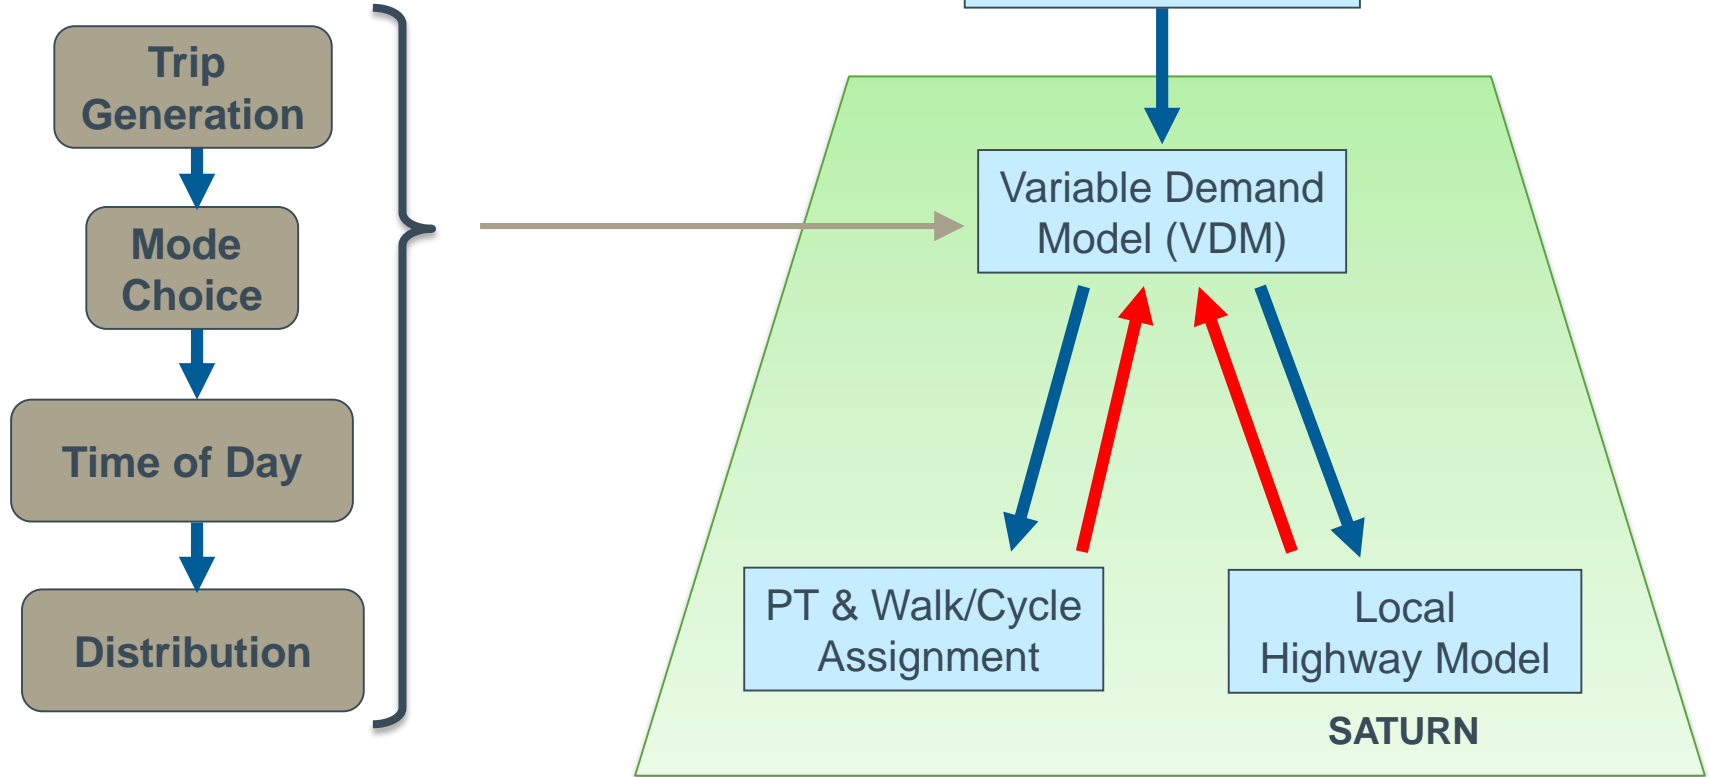 Trip
Generation
Mode
Choice
Time of Day
Distribution
Variable Demand
Model (VDM)
PT & Walk/Cycle
Assignment
Local
Highway Model
SATURN